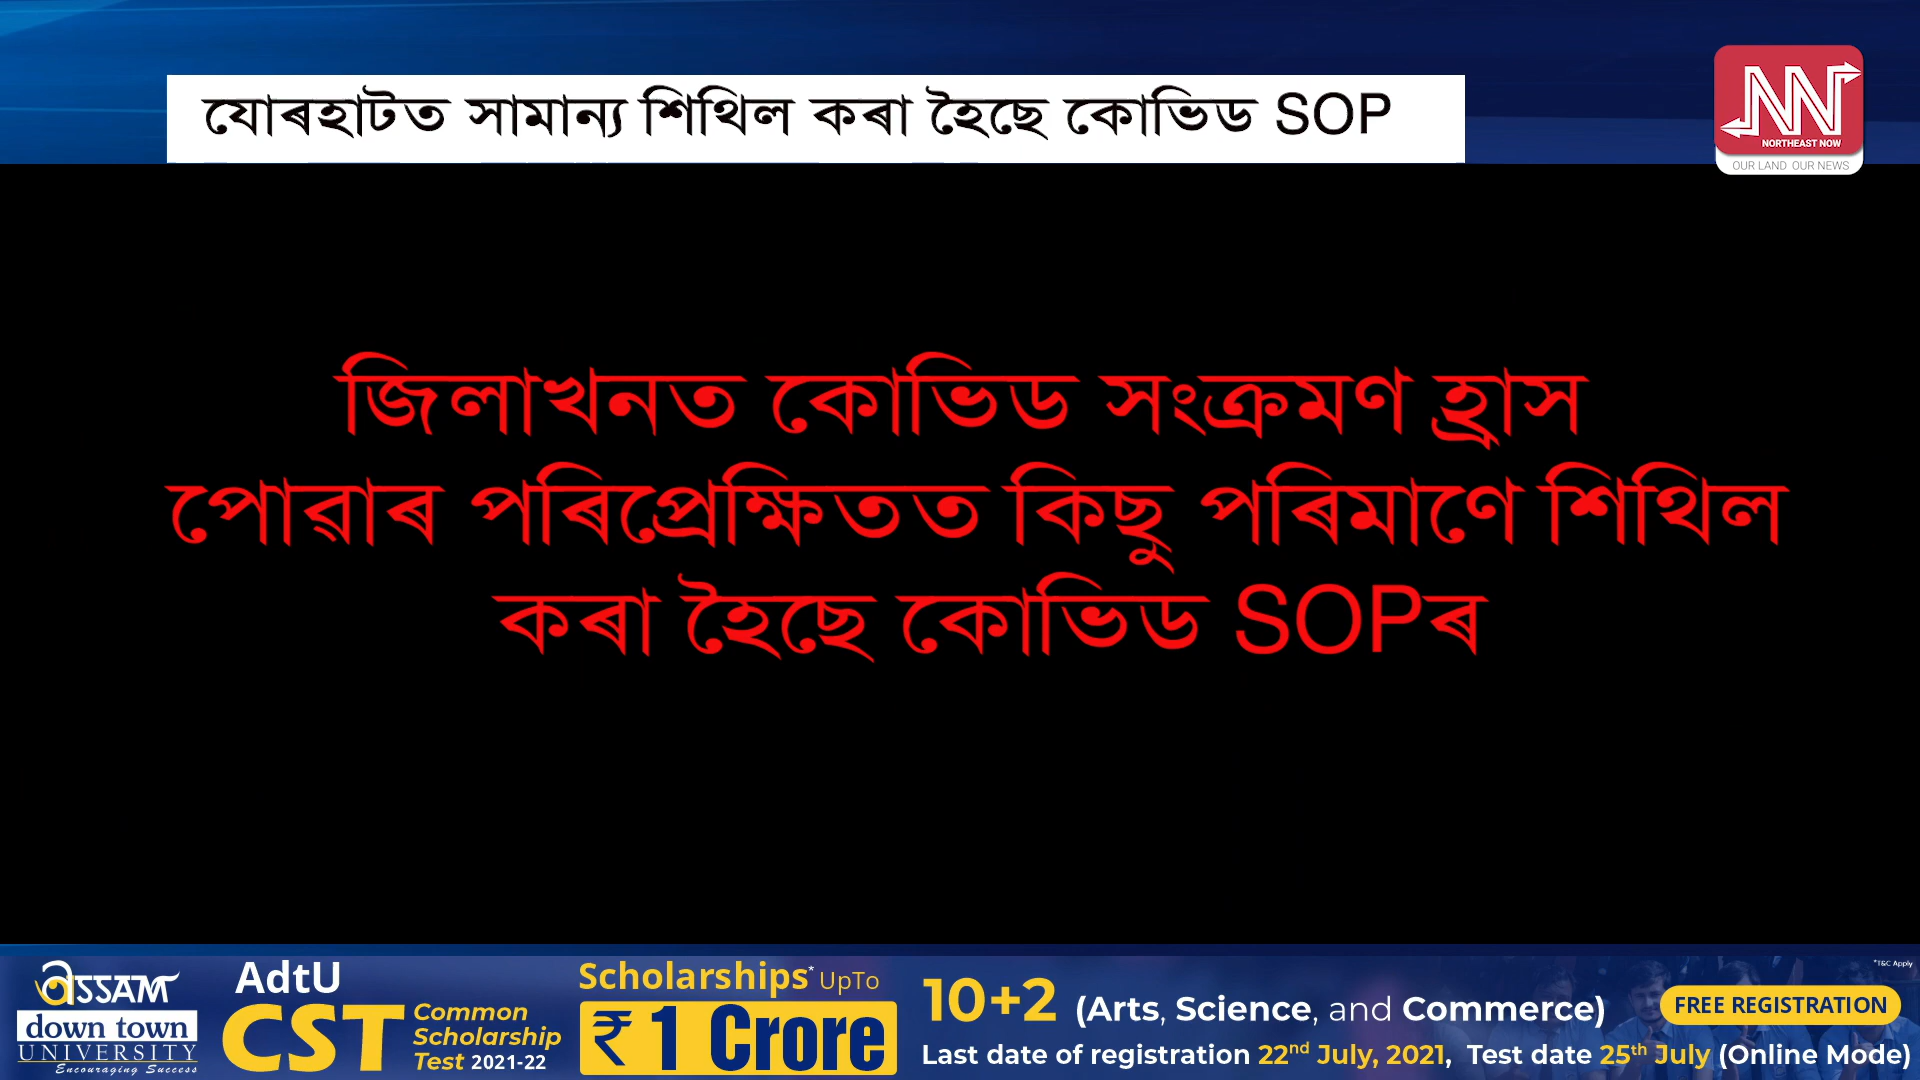 যোৰহাটত সামান্য শিথিল কৰা হৈছে কোভিড SOP
NORTHEAST NOW
OUR LAND OUR NEWS
জিলাখনত কোভিড সংক্ৰমণ হ্ৰাস
পোৱাৰ পৰিপ্ৰেক্ষিতত কিছু পৰিমাণে শিথিল
কৰা হৈছে কোভিড SOPৰ
অssam
down town
UNIVERSITY
Encouraging Success
AdtU
CST
Common
Scholarship
Test 2021-22
Scholarships* UpTo
₹ 1 Crore
10+2 (Arts, Science, and Commerce)
Last date of registration 22nd July, 2021, Test date 25th July (Online Mode)
*T&C Apply
FREE REGISTRATION